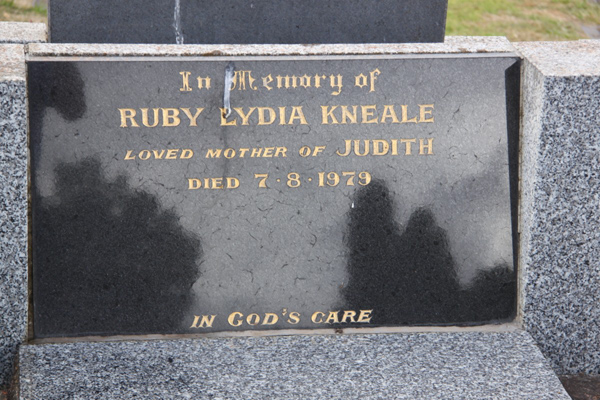 In Memory of
RUBY LYDIA KNEALE
LOVED MOTHER OF JUDITH
DIED 7·8·1979
IN GOD'S CARE